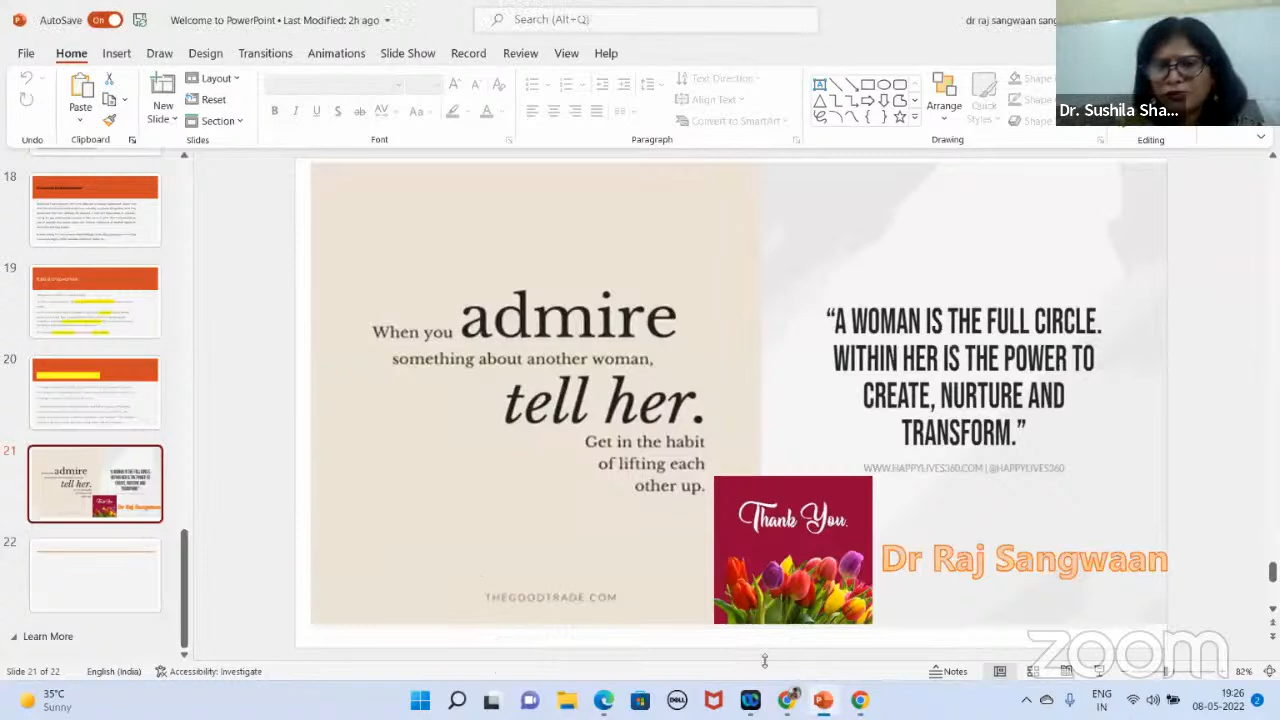 AutoSave On Welcome to PowerPoint • Last Modified: 2h ago Search (Alt+Q) dr raj sangwaan
File Home Insert Draw Design Transitions Animations Slide Show Record Review View Help
Paste
New
Slide
Layout
Reset
Section
B I U S
Aa
A
Text Direction
Align Text
Convert to SmartArt
Arrange
Quick
Styles
Shape
Shape
Shape
Undo Clipboard Slides Font Paragraph Drawing Editing
Dr. Sushila Sha...
18
19
20
21
22
When you admire
something about another woman,
tell her.
Get in the habit
of lifting each
other up.
THEGOODTRADE.COM
“A WOMAN IS THE FULL CIRCLE.
WITHIN HER IS THE POWER TO
CREATE, NURTURE AND
TRANSFORM.”
WWW.HAPPYLIVES360.COM | @HAPPYLIVES360
Thank You.
Dr Raj Sangwaan
zoom
Learn More
Slide 21 of 22 English (India) Accessibility: Investigate Notes 82%
35°C
Sunny
DELL
ENG
IN
19:26
08-05-2022
2